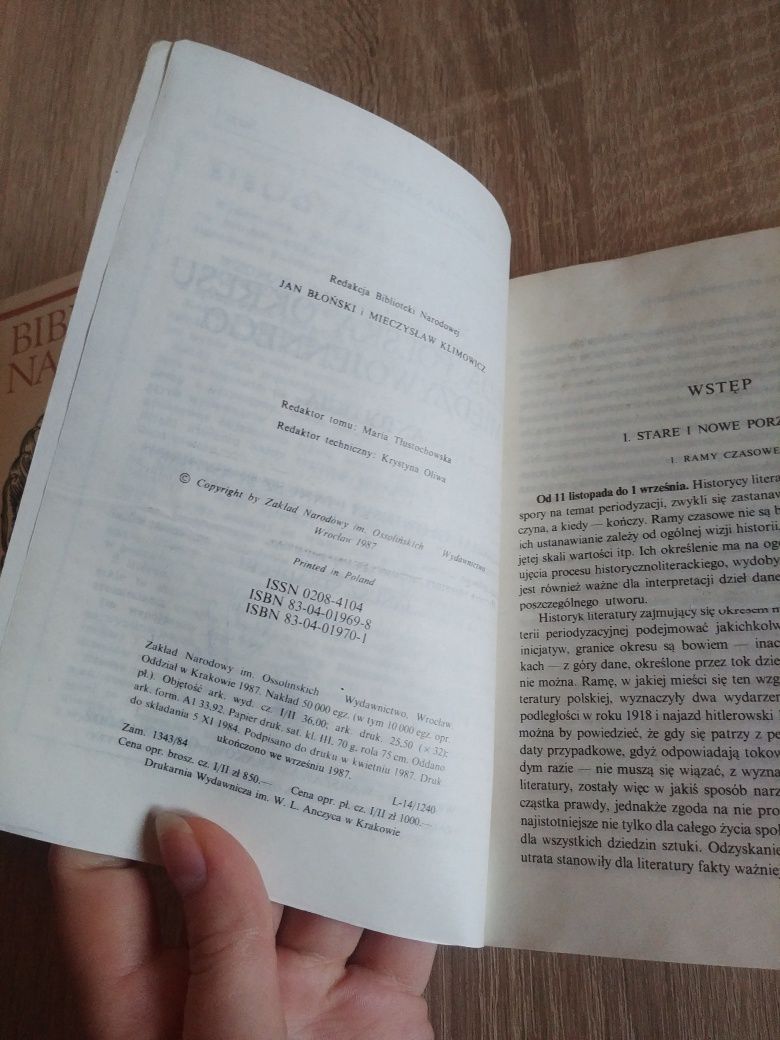 BIB
NA
Redakcja Biblioteki Narodowej
JAN BŁOŃSKI i MIECZYSŁAW KLIMOWICZ
Redaktor tomu: Maria Tłustochowska
Redaktor techniczny: Krystyna Oliwa
© Copyright by Zakład Narodowy im. Ossolińskich Wydawnictwo
Wrocław 1987
Printed in Poland
ISSN 0208-4104
ISBN 83-04-01969-8
ISBN 83-04-01970-1
Zakład Narodowy im. Ossolińskich • Wydawnictwo. Wrocław
Oddział w Krakowie 1987. Nakład 50 000 egz. (w tym 10 000 egz. opr.
pł.). Objętość ark. wyd. cz. I/II 36,00; ark. druk. 25,50 (× 32);
ark. form. A1 33,92. Papier druk. sat. kl. III, 70 g, rola 75 cm. Oddano
do składania 5 XI 1984. Podpisano do druku w kwietniu 1987. Druk
ukończono we wrześniu 1987.
Zam. 1343/84 L-14/1240
Cena opr. brosz. cz. I/II zł 850.— Cena opr. pł. cz. I/II zł 1000.—
Drukarnia Wydawnicza im. W. L. Anczyca w Krakowie
WSTĘP
I. STARE I NOWE PORZ
1. RAMY CZASOWE
Od 11 listopada do 1 września. Historycy litera
spory na temat periodyzacji, zwykli się zastanaw
czyna, a kiedy — kończy. Ramy czasowe nie są b
ich ustanawianie zależy od ogólnej wizji historii,
jętej skali wartości itp. Ich określenie ma na ogó
ujęcia procesu historycznoliterackiego, wydoby
jest również ważne dla interpretacji dzieł dane
poszczególnego utworu.
Historyk literatury zajmujący się okresem m
terii periodyzacyjnej podejmować jakichkolw
inicjatyw, granice okresu są bowiem — inac
kach — z góry dane, określone przez tok dzie
nie można. Ramę, w jakiej mieści się ten wzg
teratury polskiej, wyznaczyły dwa wydarzen
podległości w roku 1918 i najazd hitlerowski
można by powiedzieć, że gdy się patrzy z pe
daty przypadkowe, gdyż odpowiadają tokow
dym razie — nie muszą się wiązać, z wyzna
literatury, zostały więc w jakiś sposób narz
cząstka prawdy, jednakże zgoda na nie pro
najistotniejsze nie tylko dla całego życia społ
dla wszystkich dziedzin sztuki. Odzyskanie
utrata stanowiły dla literatury fakty ważniej